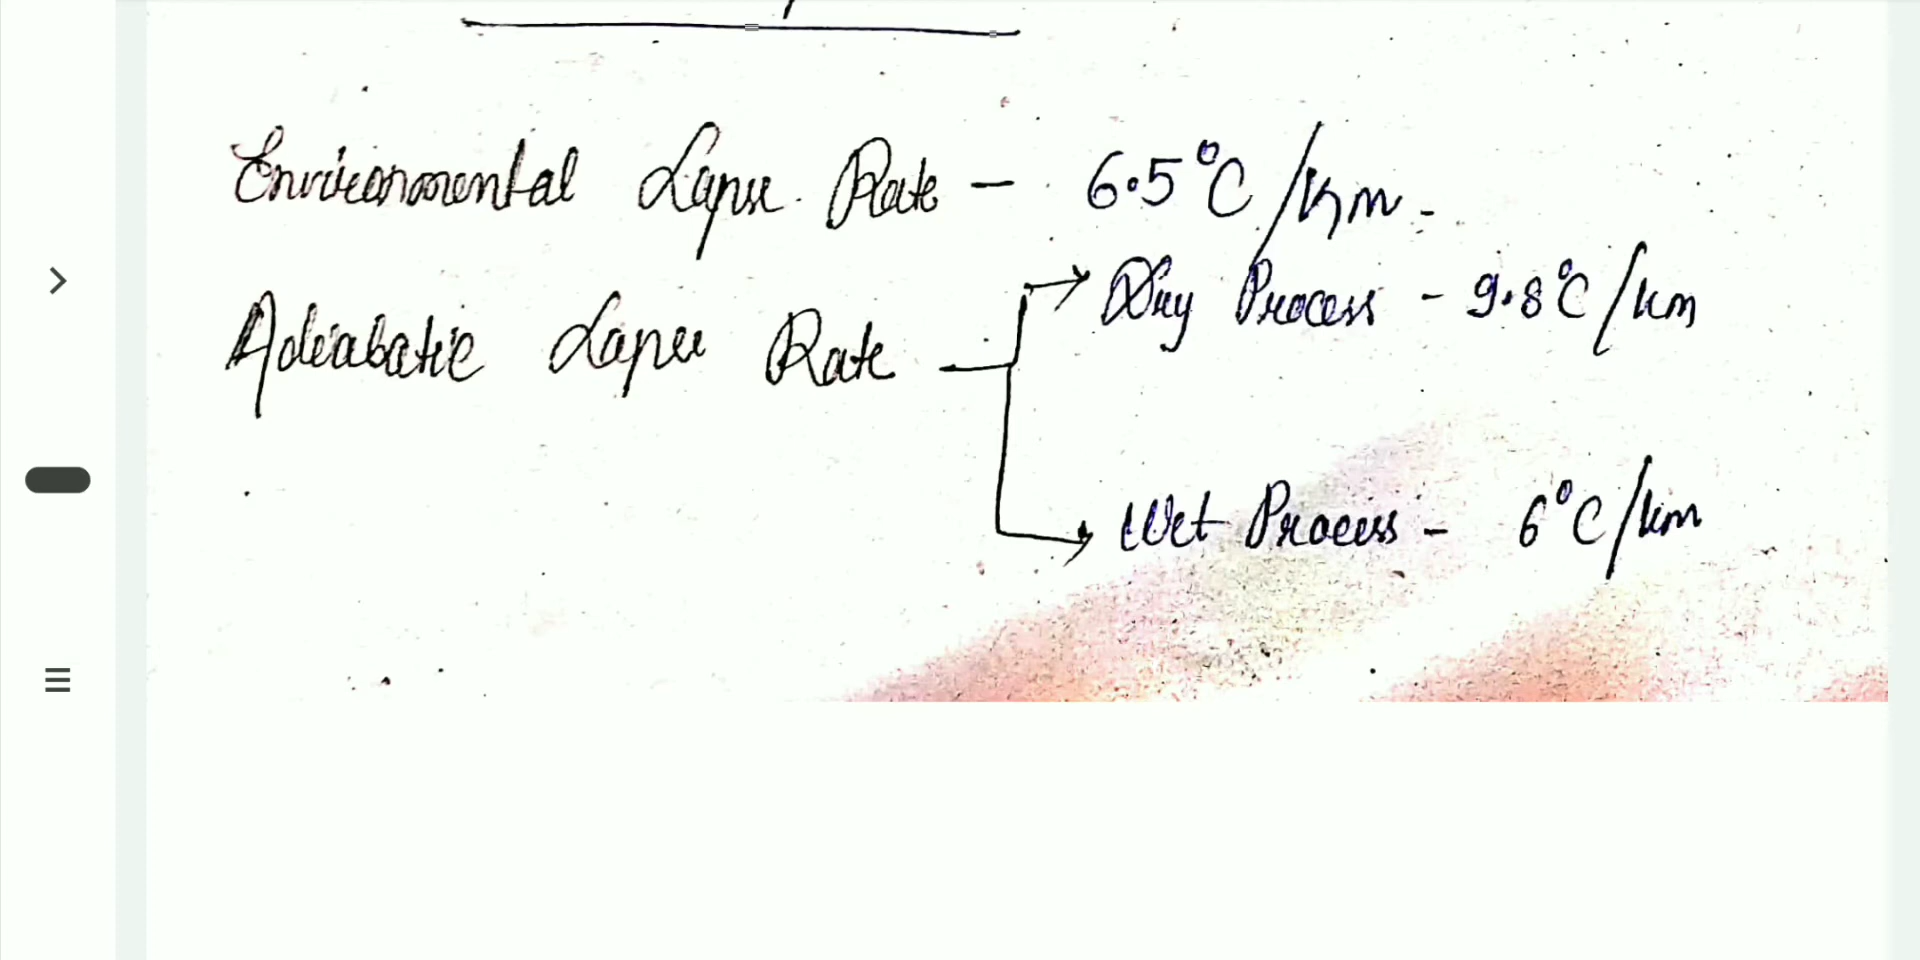 Environmental Lapse Rate - 6.5°C/Km.
Adiabatic Lapse Rate
→ Dry Process - 9.8°C/km
→ Wet Process - 6°C/km